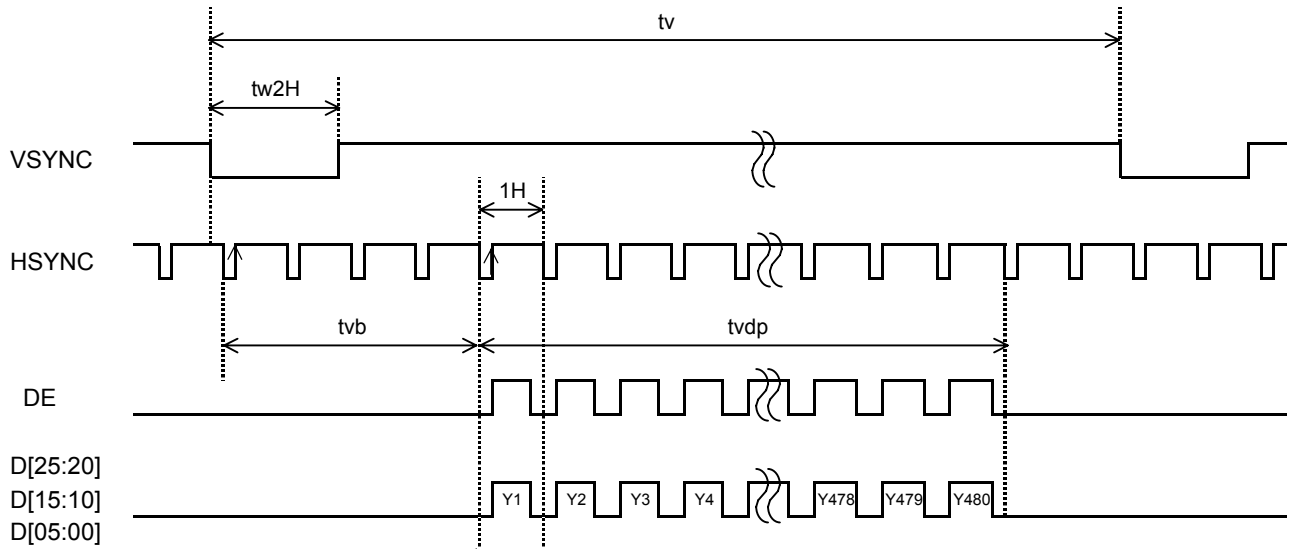 tv
tw2H
VSYNC
1H
HSYNC
tvb
tvdp
DE
D[25:20]
D[15:10]
D[05:00]
Y1 Y2 Y3 Y4 Y478 Y479 Y480